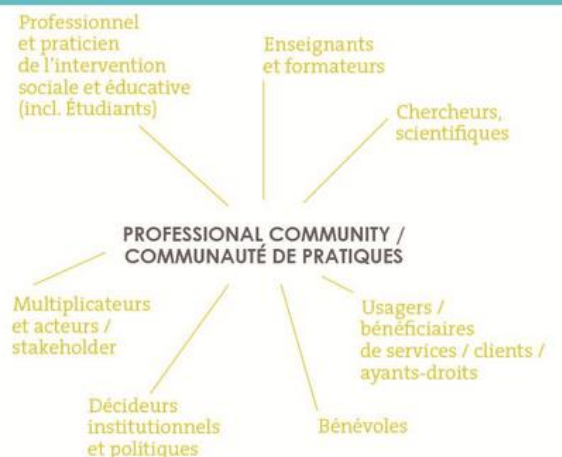 Professionnel
et praticien
de l'intervention
sociale et éducative
(incl. Étudiants)
Enseignants
et formateurs
Chercheurs,
scientifiques
PROFESSIONAL COMMUNITY /
COMMUNAUTÉ DE PRATIQUES
Multiplicateurs
et acteurs /
stakeholder
Usagers /
bénéficiaires
de services / clients /
ayants-droits
Décideurs
institutionnels
et politiques
Bénévoles